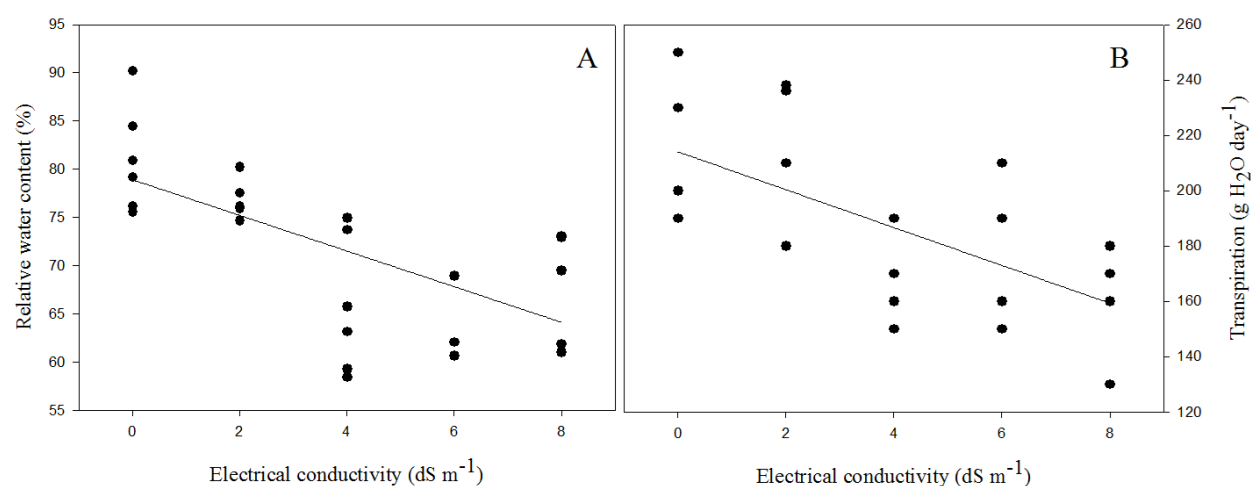 A
B
Relative water content (%)
95
90
85
80
75
70
65
60
55
0 2 4 6 8
Electrical conductivity (dS m⁻¹)
0 2 4 6 8
Electrical conductivity (dS m⁻¹)
260
240
220
200
180
160
140
120
Transpiration (g H₂O day⁻¹)